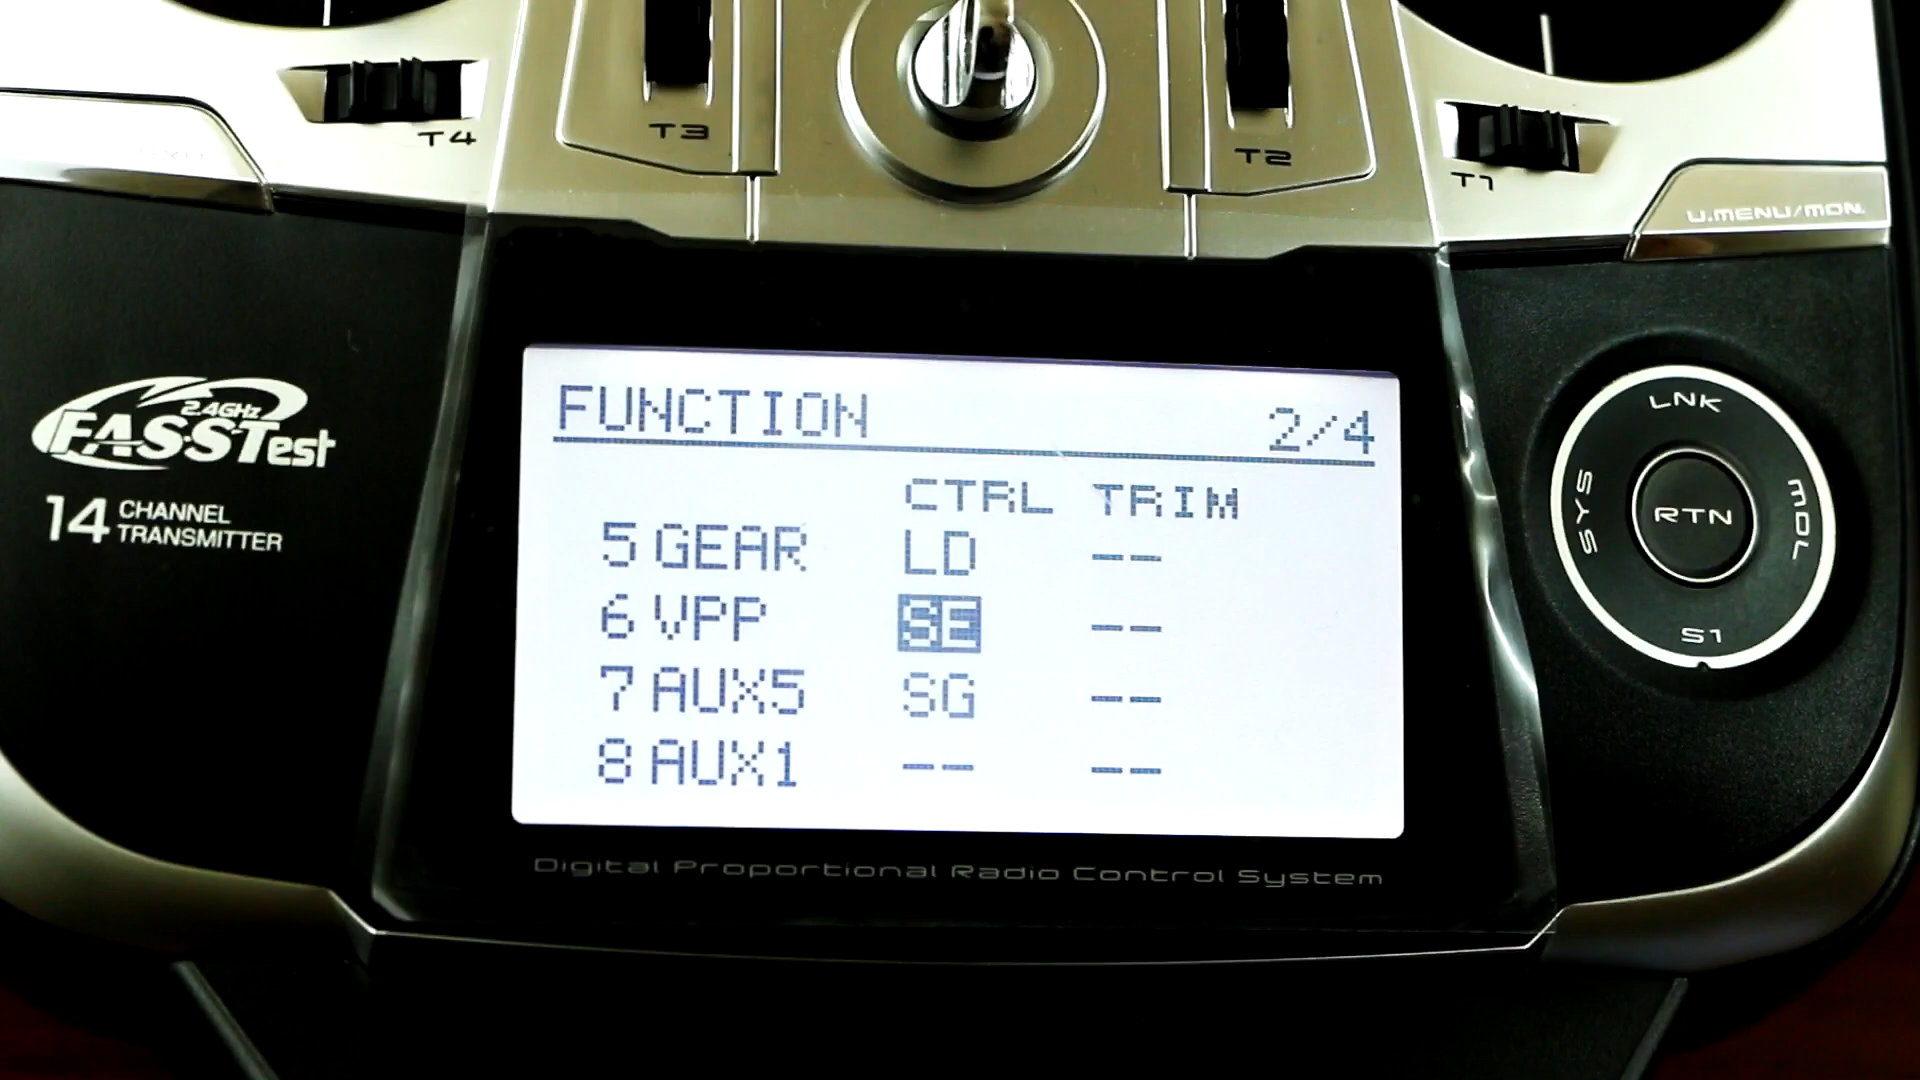 T4
T3
T2
T1
U.MENU/MON.
2.4GHz
FASSTest
14 CHANNEL
TRANSMITTER
FUNCTION 2/4
CTRL TRIM
5 GEAR LD --
6 VPP SE --
7 AUX5 SG --
8 AUX1 -- --
LNK
SYS
RTN
MDL
S1
Digital Proportional Radio Control System